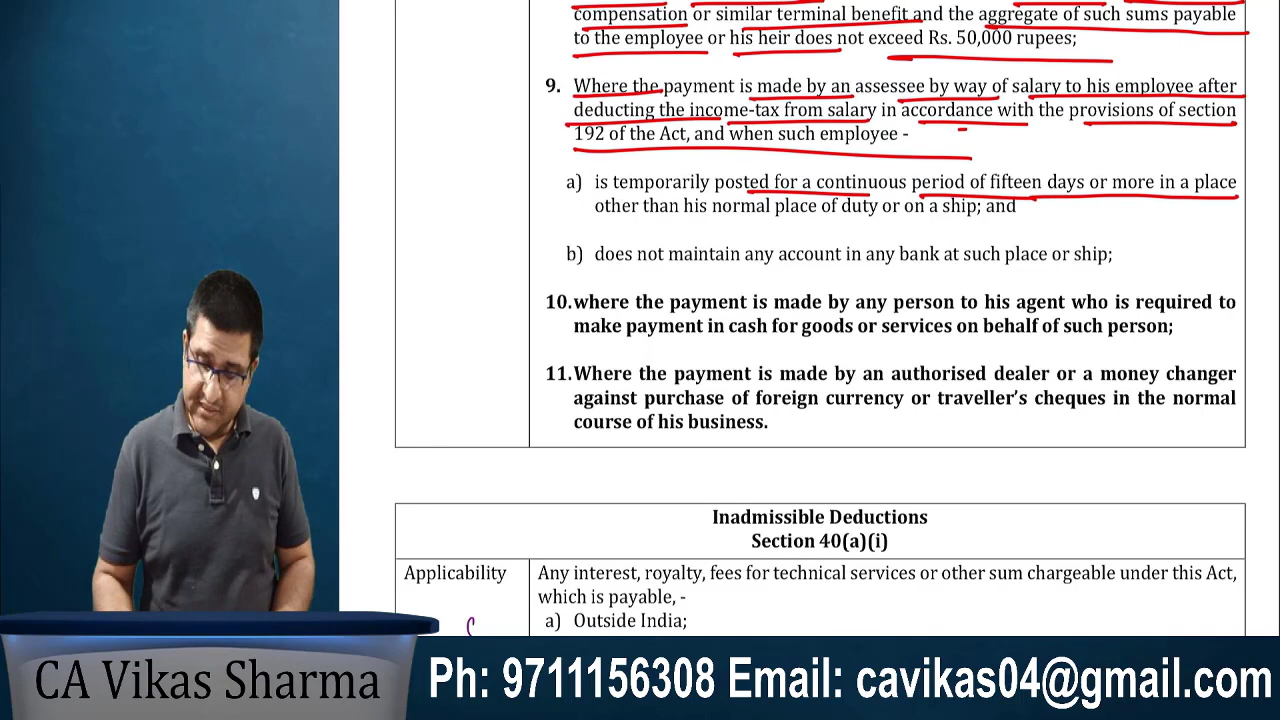 compensation or similar terminal benefit and the aggregate of such sums payable
to the employee or his heir does not exceed Rs. 50,000 rupees;
9. Where the payment is made by an assessee by way of salary to his employee after
deducting the income-tax from salary in accordance with the provisions of section
192 of the Act, and when such employee -
a) is temporarily posted for a continuous period of fifteen days or more in a place
other than his normal place of duty or on a ship; and
b) does not maintain any account in any bank at such place or ship;
10. where the payment is made by any person to his agent who is required to
make payment in cash for goods or services on behalf of such person;
11. Where the payment is made by an authorised dealer or a money changer
against purchase of foreign currency or traveller's cheques in the normal
course of his business.
Inadmissible Deductions
Section 40(a)(i)
Applicability
Any interest, royalty, fees for technical services or other sum chargeable under this Act,
which is payable, -
a) Outside India;
CA Vikas Sharma
Ph: 9711156308 Email: cavikas04@gmail.com